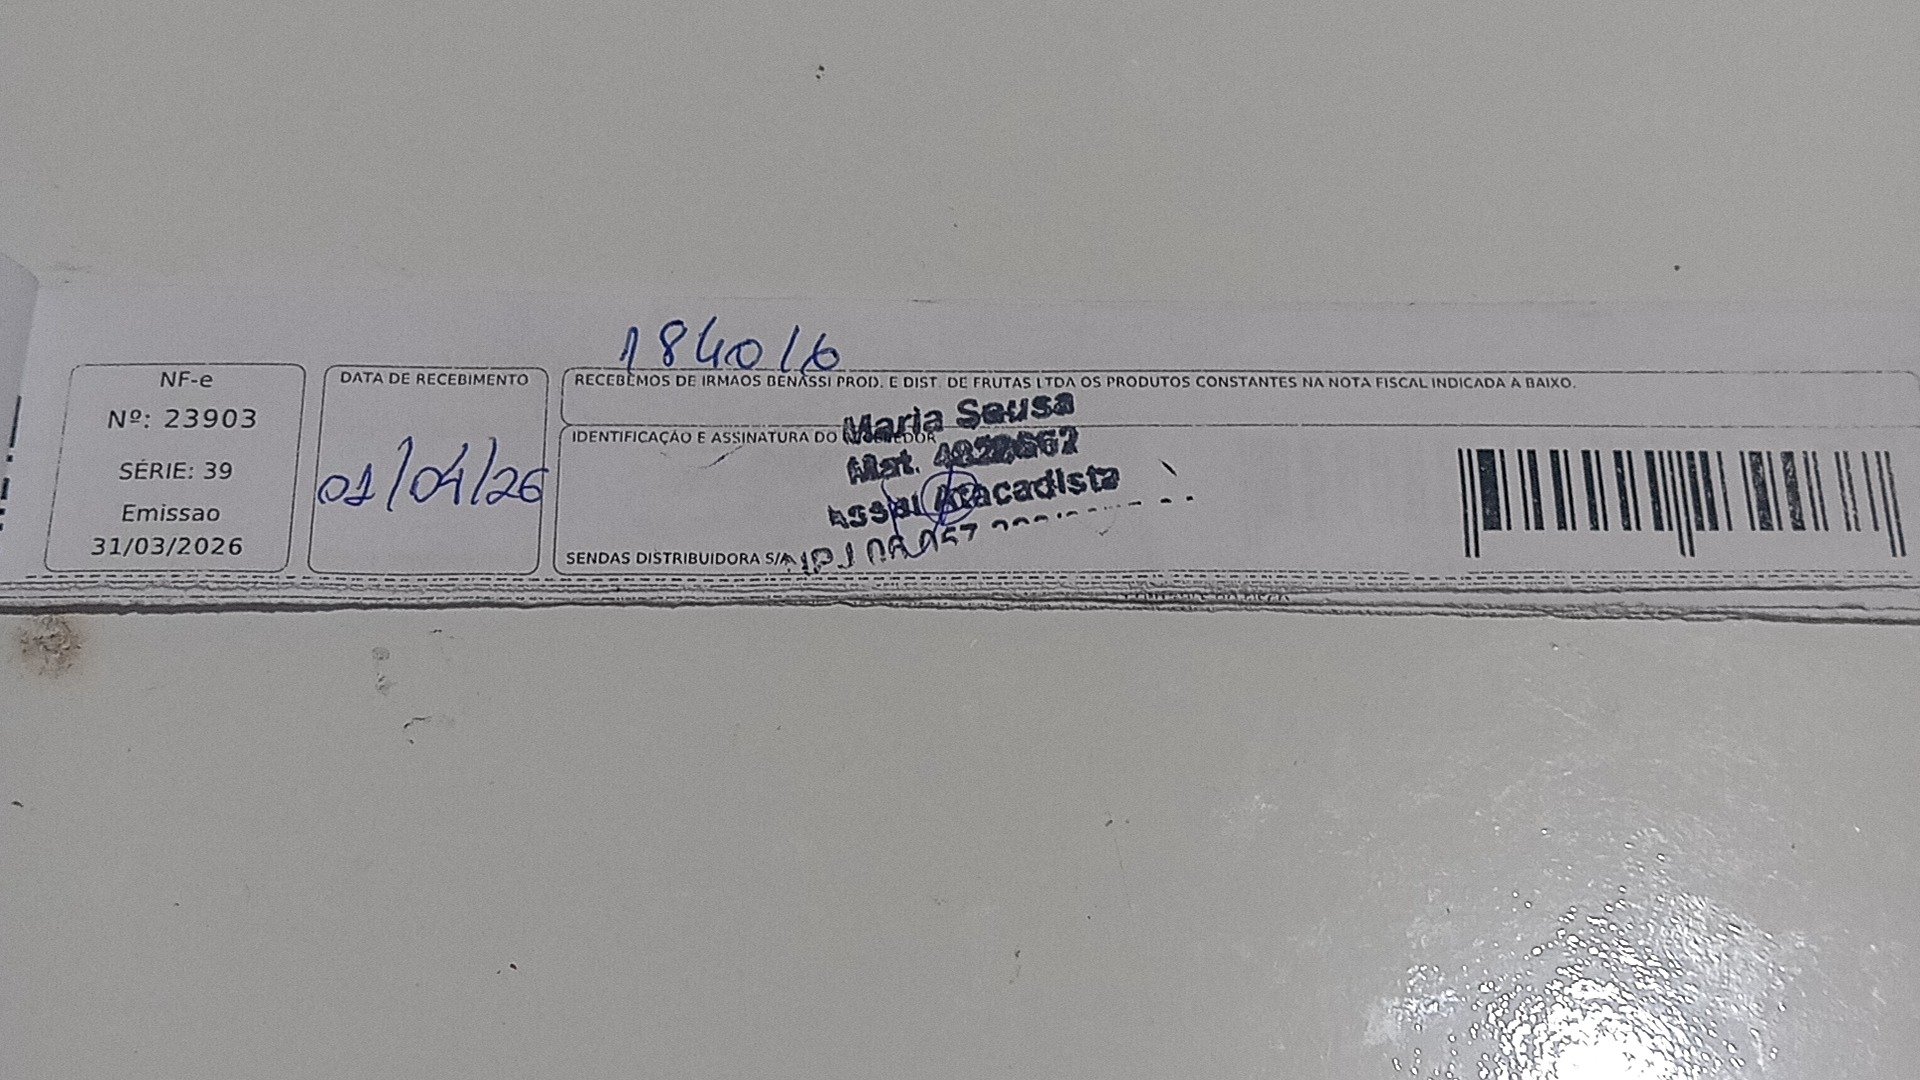 184016
NF-e
Nº: 23903
SÉRIE: 39
Emissao
31/03/2026
DATA DE RECEBIMENTO
01/04/26
RECEBEMOS DE IRMAOS BENASSI PROD. E DIST. DE FRUTAS LTDA OS PRODUTOS CONSTANTES NA NOTA FISCAL INDICADA A BAIXO.
IDENTIFICAÇÃO E ASSINATURA DO
Maria Sousa
Mat.
Assai Atacadista
SENDAS DISTRIBUIDORA S/A